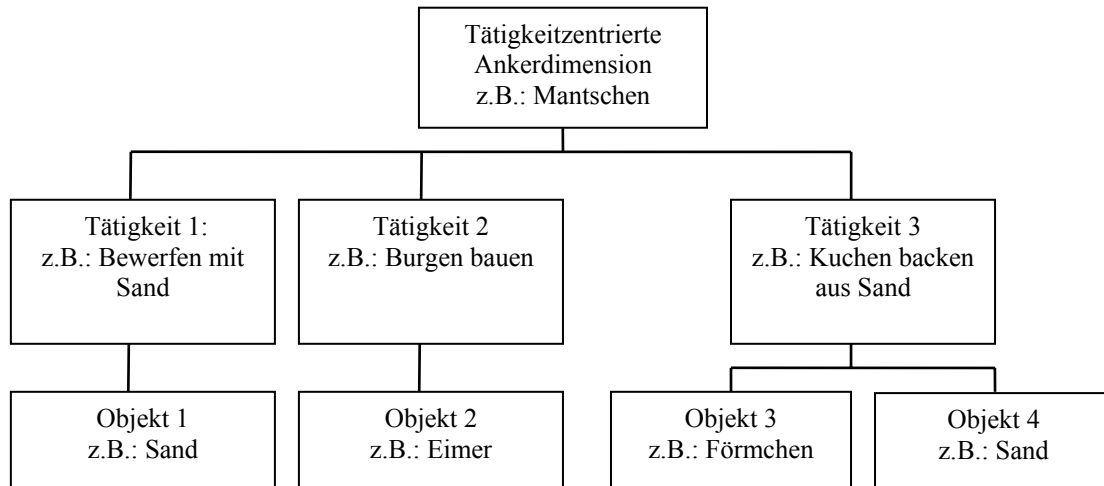 Tätigkeitzentrierte
Ankerdimension
z.B.: Mantschen
Tätigkeit 1:
z.B.: Bewerfen mit
Sand
Tätigkeit 2
z.B.: Burgen bauen
Tätigkeit 3
z.B.: Kuchen backen
aus Sand
Objekt 1
z.B.: Sand
Objekt 2
z.B.: Eimer
Objekt 3
z.B.: Förmchen
Objekt 4
z.B.: Sand